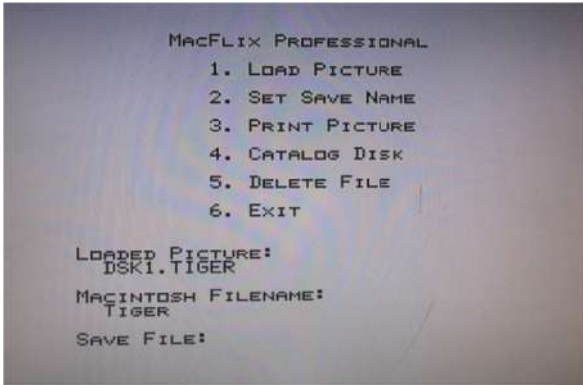 MacFlix Professional
1. Load Picture
2. Set Save Name
3. Print Picture
4. Catalog Disk
5. Delete File
6. Exit
Loaded Picture:
DSK1.TIGER
Macintosh Filename:
Tiger
Save File: